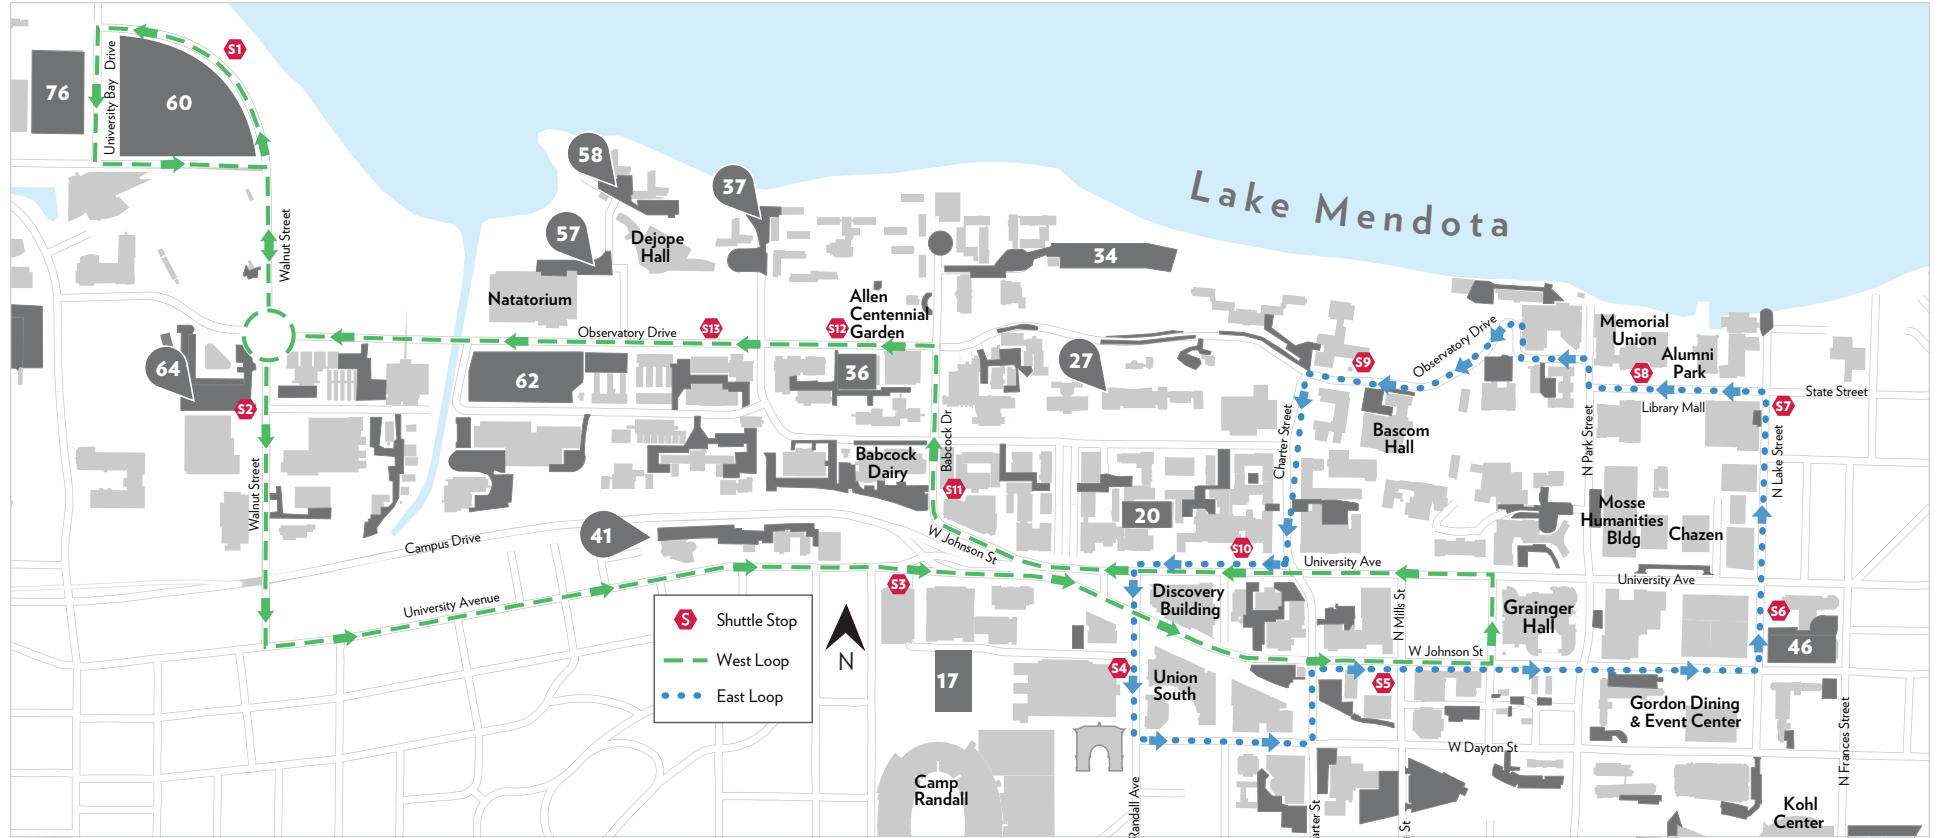 S1
76
60
University Bay Drive
58
37
Lake Mendota
Walnut Street
57
Dejope
Hall
34
Natatorium
Allen
Centennial
Garden
S13
S12
Observatory Drive
Observatory Drive
Memorial
Union
Alumni
Park
S9
S8
64
62
36
27
S2
State Street
S7
Library Mall
Bascom
Hall
Charter Street
N Park Street
N Lake Street
Babcock Dr
Babcock
Dairy
Walnut Street
S11
Mosse
Humanities
Bldg
Chazen
20
41
Campus Drive
W Johnson St
S10
University Ave
University Ave
S3
University Avenue
Discovery
Building
N Mills St
Grainger
Hall
S6
46
S Shuttle Stop
West Loop
East Loop
N
W Johnson St
17
S4
Union
South
S5
Gordon Dining
& Event Center
W Dayton St
N Frances Street
Camp
Randall
Randall Ave
arter St
St
Kohl
Center